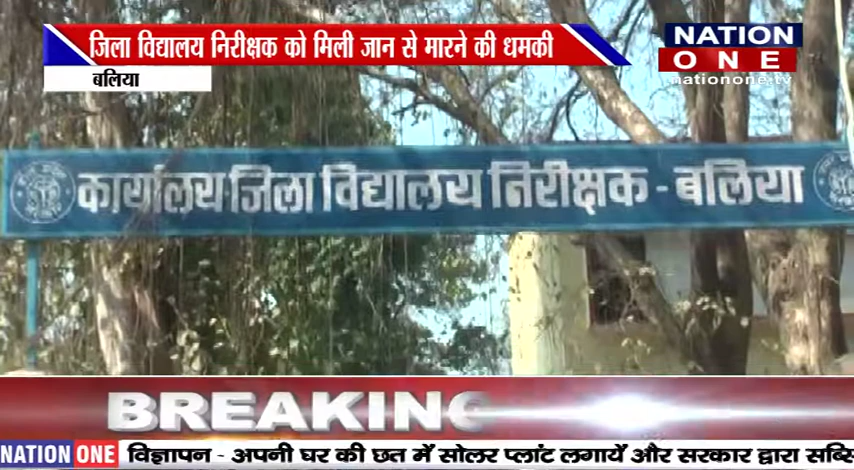 जिला विद्यालय निरीक्षक को मिली जान से मारने की धमकी
बलिया
NATION
ONE
nationone.tv
कार्यालय जिला विद्यालय निरीक्षक - बलिया
BREAKING
NATION ONE विज्ञापन - अपनी घर की छत में सोलर प्लांट लगायें और सरकार द्वारा